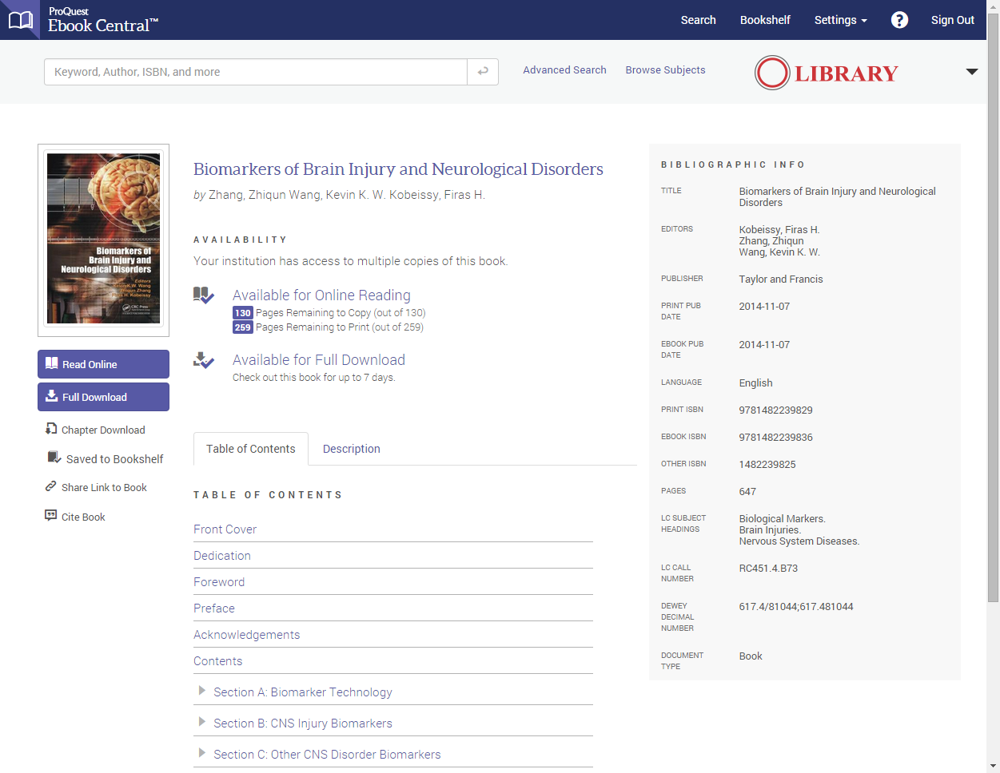 ProQuest
Ebook Central™
Search
Bookshelf
Settings
?
Sign Out
Keyword, Author, ISBN, and more
Advanced Search
Browse Subjects
LIBRARY
Biomarkers of
Brain Injury and
Neurological Disorders
Editors
Kevin K.W. Wang
Zhiqun Zhang
Firas H. Kobeissy
CRC Press
Read Online
Full Download
Chapter Download
Saved to Bookshelf
Share Link to Book
Cite Book
Biomarkers of Brain Injury and Neurological Disorders
by Zhang, Zhiqun Wang, Kevin K. W. Kobeissy, Firas H.
AVAILABILITY
Your institution has access to multiple copies of this book.
Available for Online Reading
130 Pages Remaining to Copy (out of 130)
259 Pages Remaining to Print (out of 259)
Available for Full Download
Check out this book for up to 7 days.
Table of Contents
Description
TABLE OF CONTENTS
Front Cover
Dedication
Foreword
Preface
Acknowledgements
Contents
Section A: Biomarker Technology
Section B: CNS Injury Biomarkers
Section C: Other CNS Disorder Biomarkers
BIBLIOGRAPHIC INFO
TITLE
Biomarkers of Brain Injury and Neurological
Disorders
EDITORS
Kobeissy, Firas H.
Zhang, Zhiqun
Wang, Kevin K. W.
PUBLISHER
Taylor and Francis
PRINT PUB
DATE
2014-11-07
EBOOK PUB
DATE
2014-11-07
LANGUAGE
English
PRINT ISBN
9781482239829
EBOOK ISBN
9781482239836
OTHER ISBN
1482239825
PAGES
647
LC SUBJECT
HEADINGS
Biological Markers.
Brain Injuries.
Nervous System Diseases.
LC CALL
NUMBER
RC451.4.B73
DEWEY
DECIMAL
NUMBER
617.4/81044;617.481044
DOCUMENT
TYPE
Book